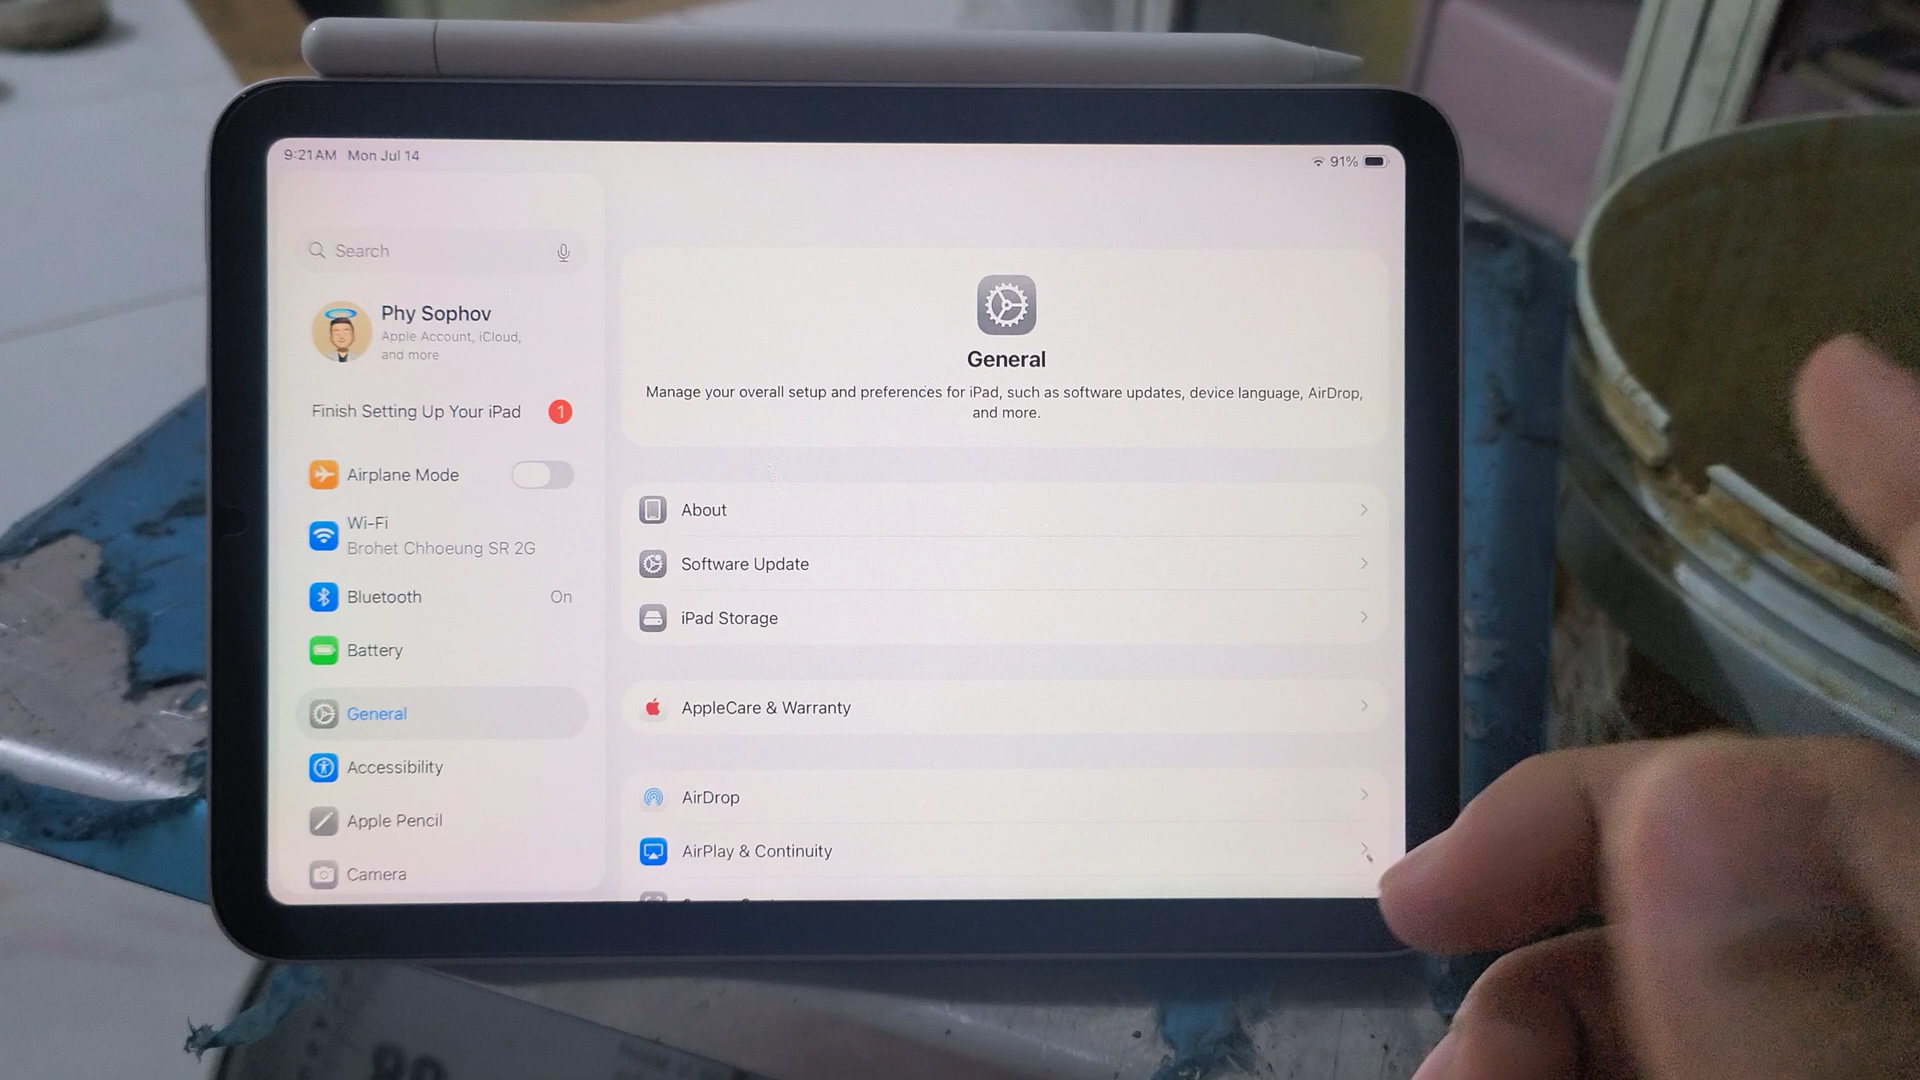 9:21 AM Mon Jul 14
91%
Search
Phy Sophov
Apple Account, iCloud,
and more
Finish Setting Up Your iPad
1
Airplane Mode
Wi-Fi
Brohet Chhoeung SR 2G
Bluetooth
On
Battery
General
Accessibility
Apple Pencil
Camera
General
Manage your overall setup and preferences for iPad, such as software updates, device language, AirDrop,
and more.
About
Software Update
iPad Storage
AppleCare & Warranty
AirDrop
AirPlay & Continuity